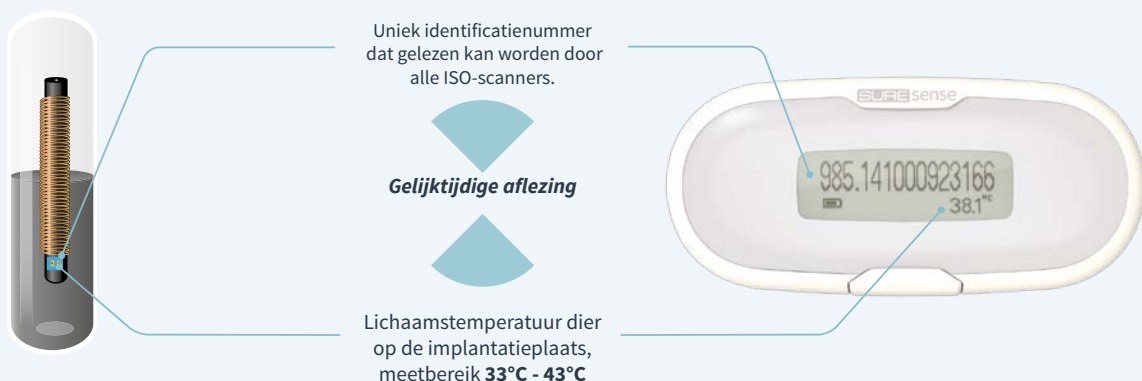 Uniek identificatienummer
dat gelezen kan worden door
alle ISO-scanners.
SURE sense
985.141000923166
38.1°C
Gelijktijdige aflezing
Lichaamstemperatuur dier
op de implantatieplaats,
meetbereik 33°C - 43°C